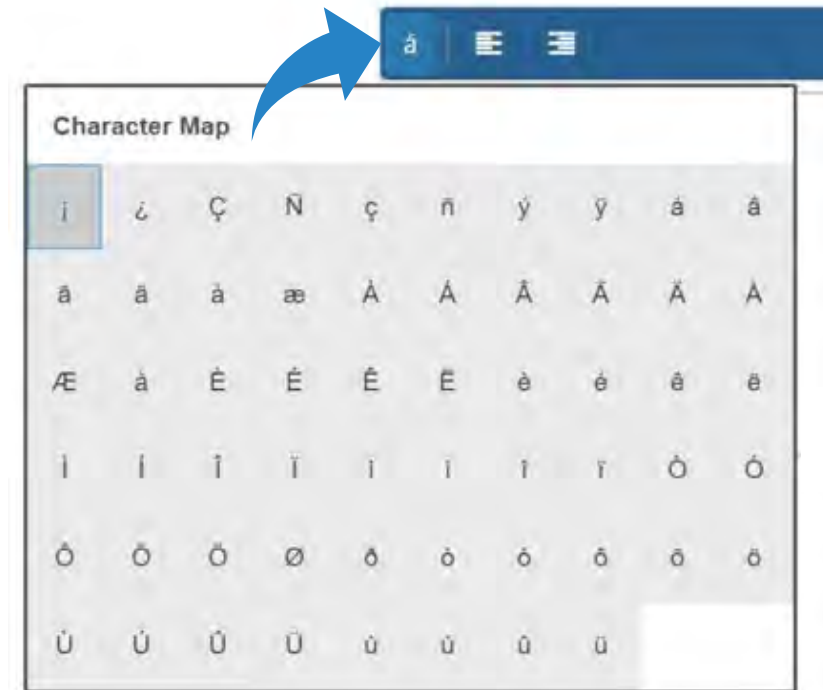 á
Character Map
¡ ¿ Ç Ñ ç ñ ý ÿ á â
ã ä à æ À Á Â Ã Ä À
Æ à È É Ê Ë è é ê ë
Ì Í Î Ï ì í î ï Ò Ó
Ô Õ Ö Ø ð ò ó ô õ ö
Ù Ú Û Ü ù ú û ü